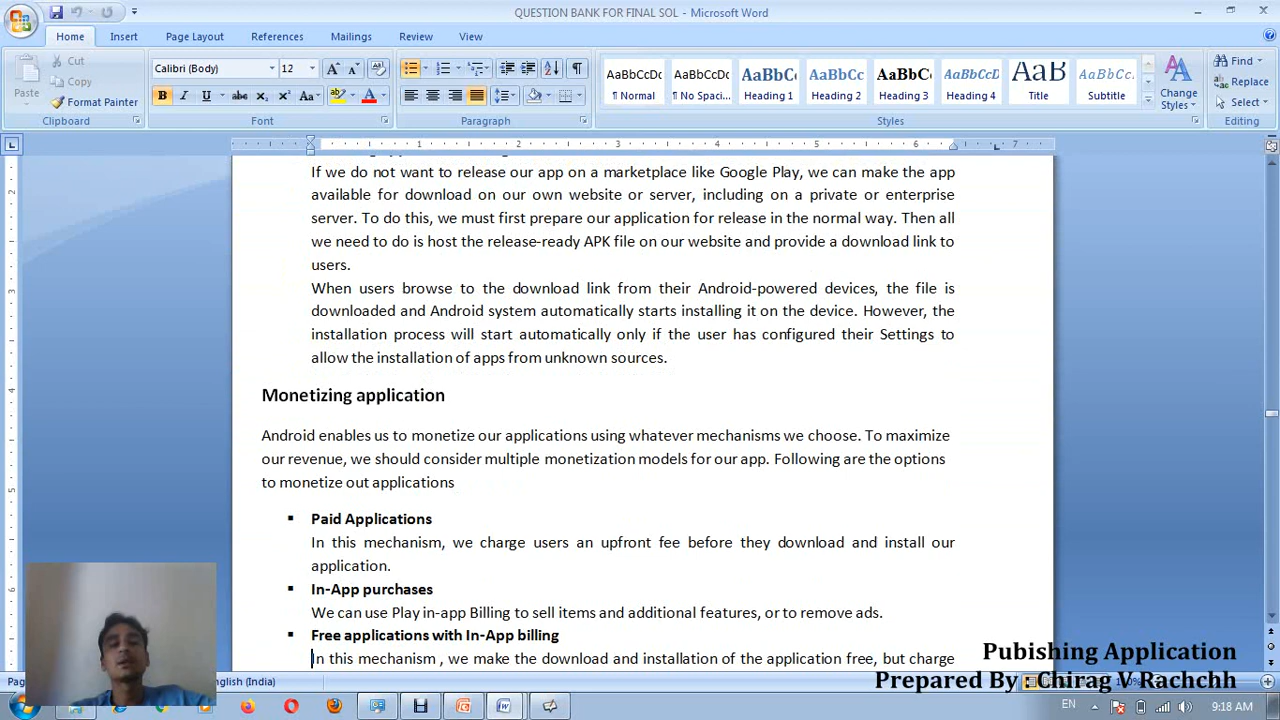 QUESTION BANK FOR FINAL SOL - Microsoft Word
Home Insert Page Layout References Mailings Review View
Paste
Cut
Copy
Format Painter
Clipboard
Calibri (Body) 12
Font
Paragraph
AaBbCcDc AaBbCcDc AaBbC AaBbCc AaBbCc AaBbCcD AaB AaBbCcL
¶ Normal ¶ No Spaci... Heading 1 Heading 2 Heading 3 Heading 4 Title Subtitle
Change Styles
Styles
Find
Replace
Select
Editing
If we do not want to release our app on a marketplace like Google Play, we can make the app
available for download on our own website or server, including on a private or enterprise
server. To do this, we must first prepare our application for release in the normal way. Then all
we need to do is host the release-ready APK file on our website and provide a download link to
users.
When users browse to the download link from their Android-powered devices, the file is
downloaded and Android system automatically starts installing it on the device. However, the
installation process will start automatically only if the user has configured their Settings to
allow the installation of apps from unknown sources.
Monetizing application
Android enables us to monetize our applications using whatever mechanisms we choose. To maximize
our revenue, we should consider multiple monetization models for our app. Following are the options
to monetize out applications
▪ Paid Applications
In this mechanism, we charge users an upfront fee before they download and install our
application.
▪ In-App purchases
We can use Play in-app Billing to sell items and additional features, or to remove ads.
▪ Free applications with In-App billing
In this mechanism , we make the download and installation of the application free, but charge
Pubishing Application
Prepared By : Chirag V Rachchh
English (India)
EN
9:18 AM